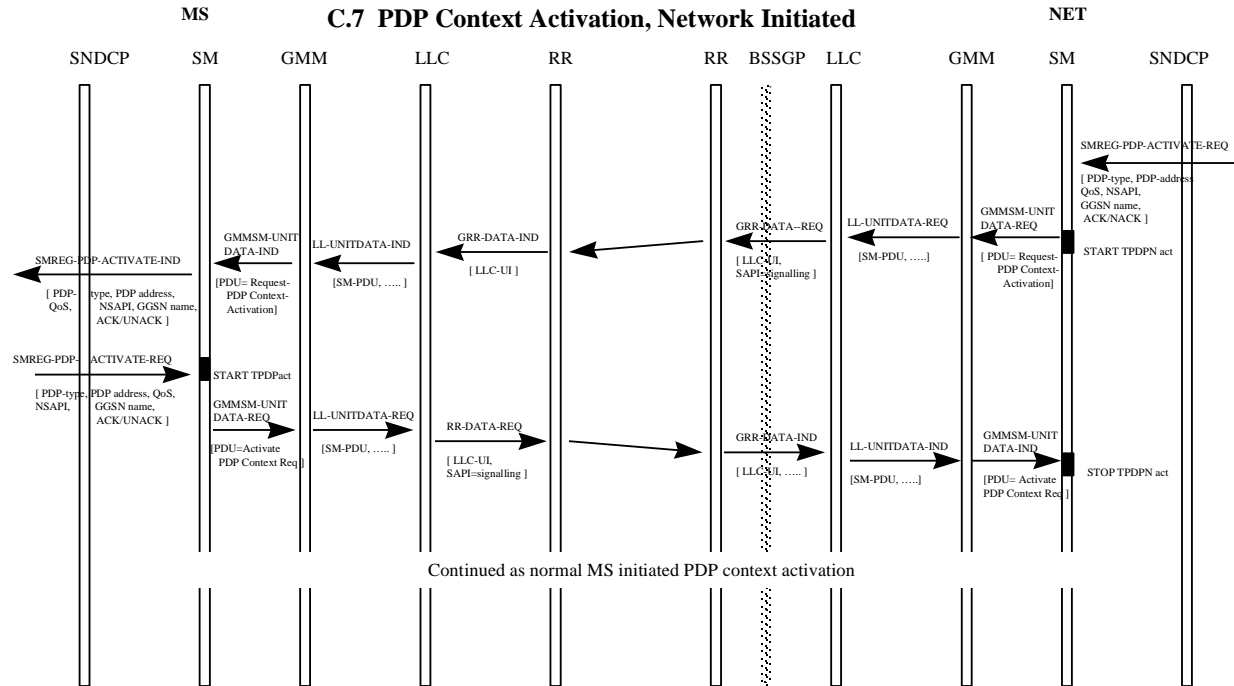 MS
C.7 PDP Context Activation, Network Initiated
NET
SNDCP
SM
GMM
LLC
RR
RR
BSSGP
LLC
GMM
SM
SNDCP
SMREG-PDP-ACTIVATE-REQ
[ PDP-type, PDP-address
QoS, NSAPI,
GGSN name,
ACK/NACK ]
GMMSM-UNIT
DATA-REQ
[ PDU= Request-
PDP Context-
Activation]
START TPDPN act
LL-UNITDATA-REQ
[SM-PDU, …..]
GRR-DATA--REQ
[ LLC-UI,
SAPI=signalling ]
GRR-DATA-IND
[ LLC-UI ]
LL-UNITDATA-IND
[SM-PDU, ….. ]
GMMSM-UNIT
DATA-IND
[PDU= Request-
PDP Context-
Activation]
SMREG-PDP-ACTIVATE-IND
[ PDP- type, PDP address,
QoS, NSAPI, GGSN name,
ACK/UNACK ]
SMREG-PDP- ACTIVATE-REQ
[ PDP-type, PDP address, QoS,
NSAPI, GGSN name,
ACK/UNACK ]
START TPDPact
GMMSM-UNIT
DATA-REQ
[PDU=Activate
PDP Context Req ]
LL-UNITDATA-REQ
[SM-PDU, ….. ]
RR-DATA-REQ
[ LLC-UI,
SAPI=signalling ]
GRR-DATA-IND
[ LLC-UI, ….. ]
LL-UNITDATA-IND
[SM-PDU, …..]
GMMSM-UNIT
DATA-IND
[PDU= Activate
PDP Context Req ]
STOP TPDPN act
Continued as normal MS initiated PDP context activation